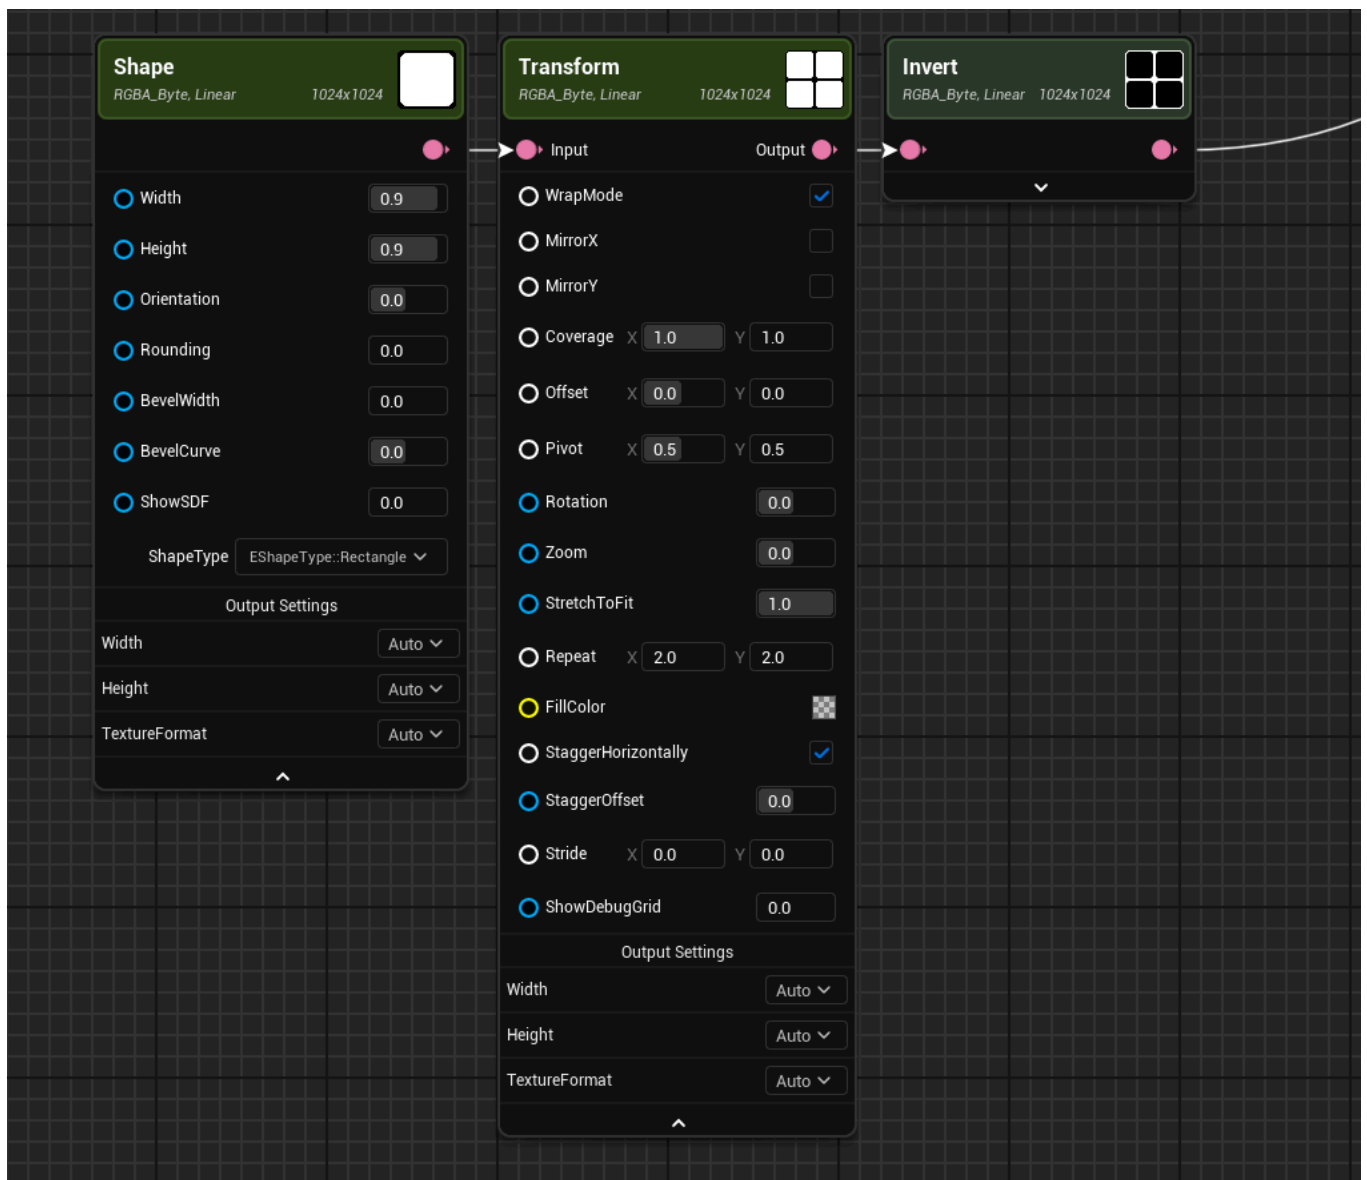 Shape
RGBA_Byte, Linear 1024x1024
Width 0.9
Height 0.9
Orientation 0.0
Rounding 0.0
BevelWidth 0.0
BevelCurve 0.0
ShowSDF 0.0
ShapeType EShapeType::Rectangle
Output Settings
Width Auto
Height Auto
TextureFormat Auto
Transform
RGBA_Byte, Linear 1024x1024
Input Output
WrapMode
MirrorX
MirrorY
Coverage X 1.0 Y 1.0
Offset X 0.0 Y 0.0
Pivot X 0.5 Y 0.5
Rotation 0.0
Zoom 0.0
StretchToFit 1.0
Repeat X 2.0 Y 2.0
FillColor
StaggerHorizontally
StaggerOffset 0.0
Stride X 0.0 Y 0.0
ShowDebugGrid 0.0
Output Settings
Width Auto
Height Auto
TextureFormat Auto
Invert
RGBA_Byte, Linear 1024x1024